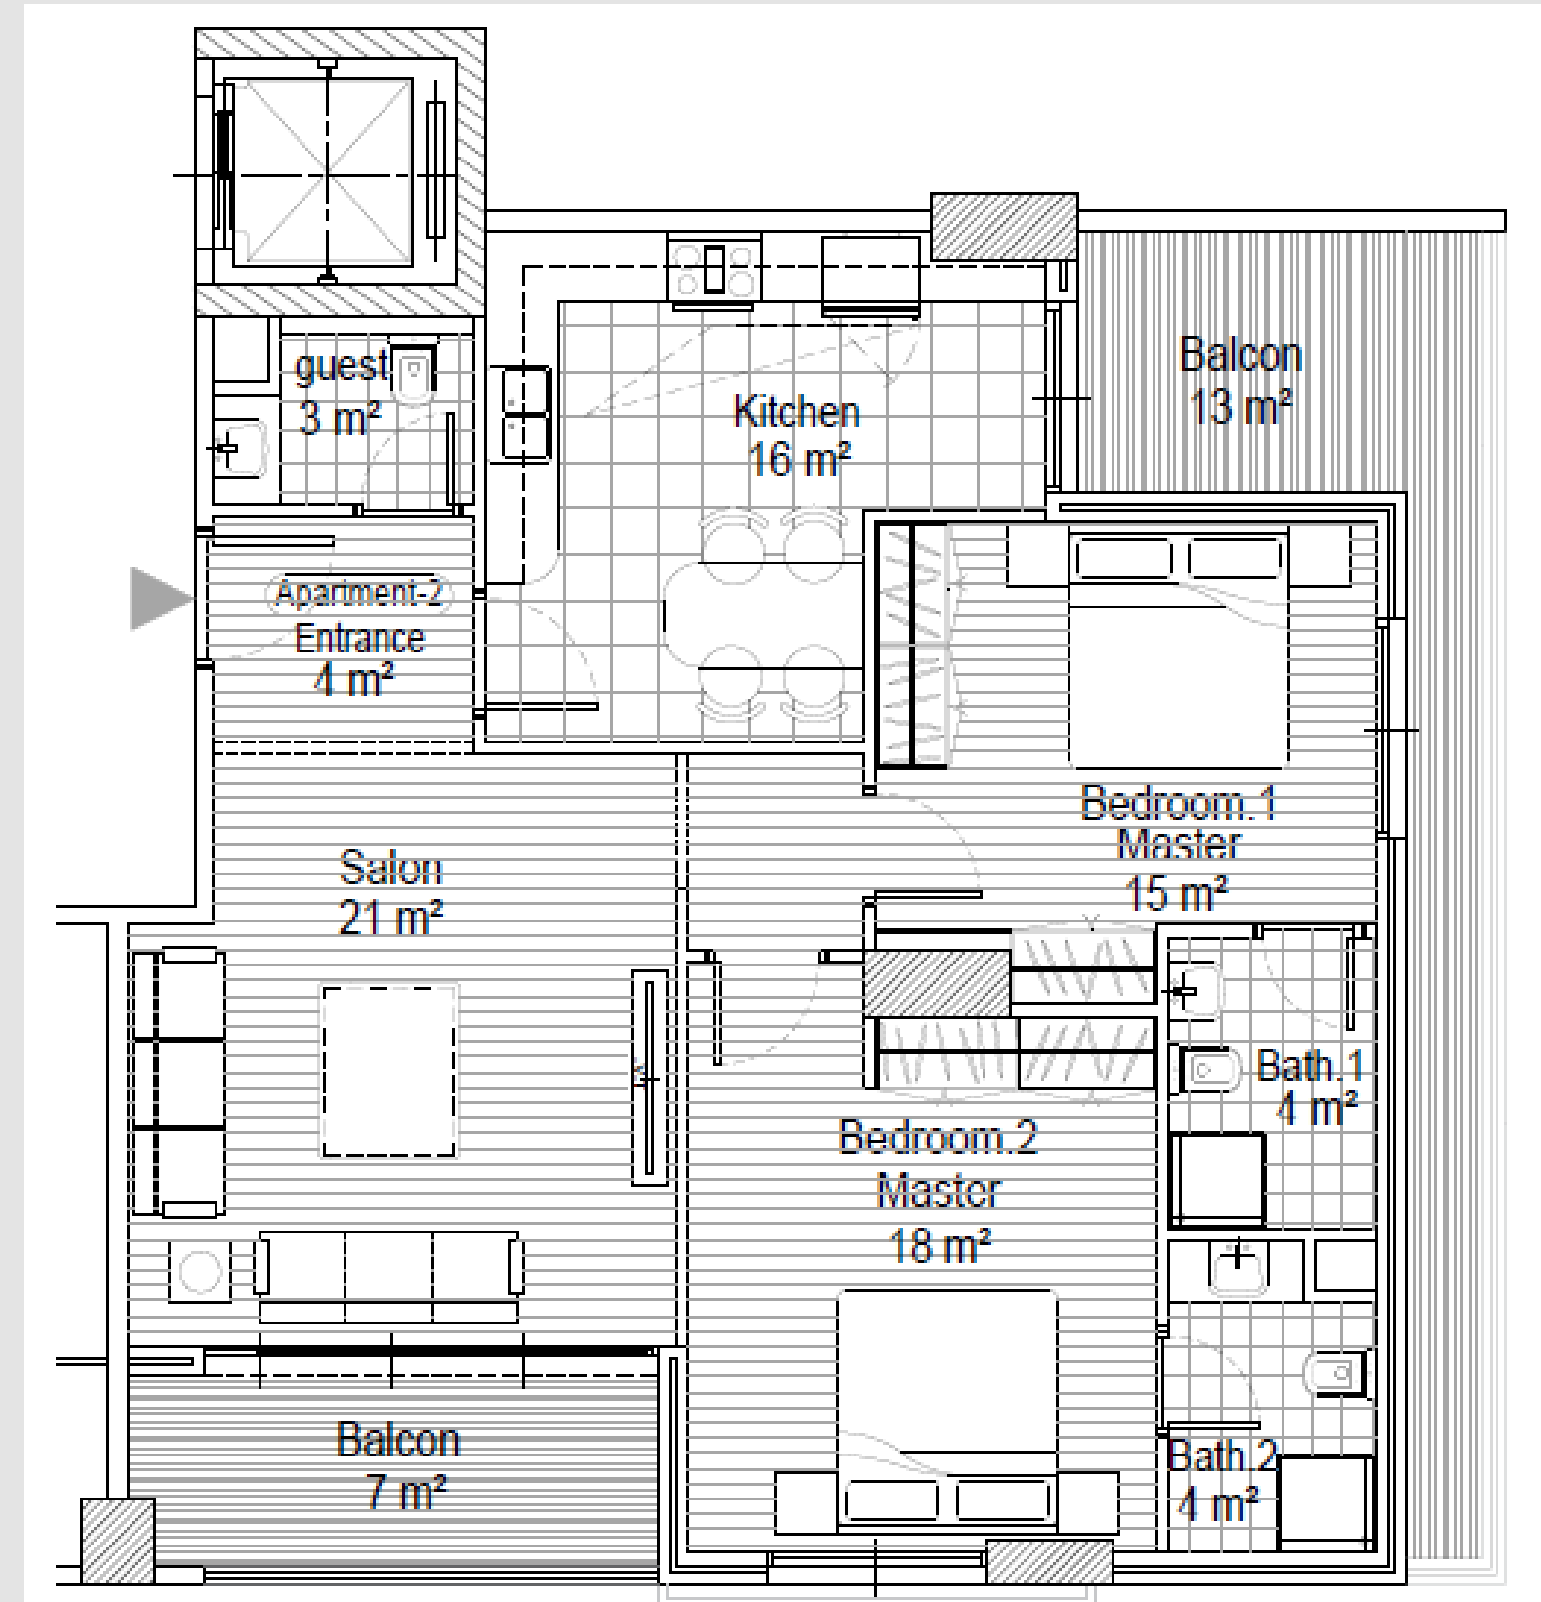 guest
3 m²
Kitchen
16 m²
Balcon
13 m²
Apartment-2
Entrance
4 m²
Salon
21 m²
Bedroom.1
Master
15 m²
Bath.1
4 m²
Bedroom.2
Master
18 m²
Bath.2
4 m²
Balcon
7 m²